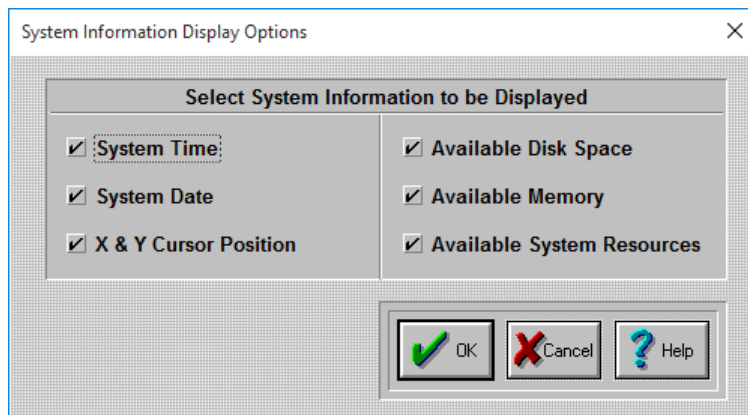 System Information Display Options
Select System Information to be Displayed
System Time
System Date
X & Y Cursor Position
Available Disk Space
Available Memory
Available System Resources
OK
Cancel
Help